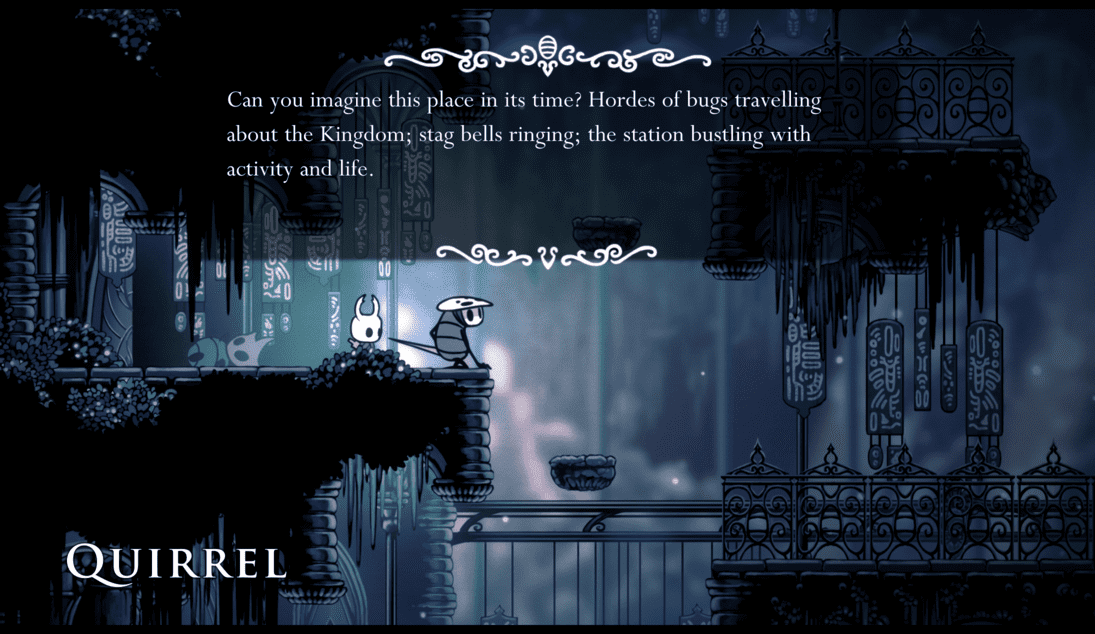 Can you imagine this place in its time? Hordes of bugs travelling
about the Kingdom; stag bells ringing; the station bustling with
activity and life.
QUIRREL